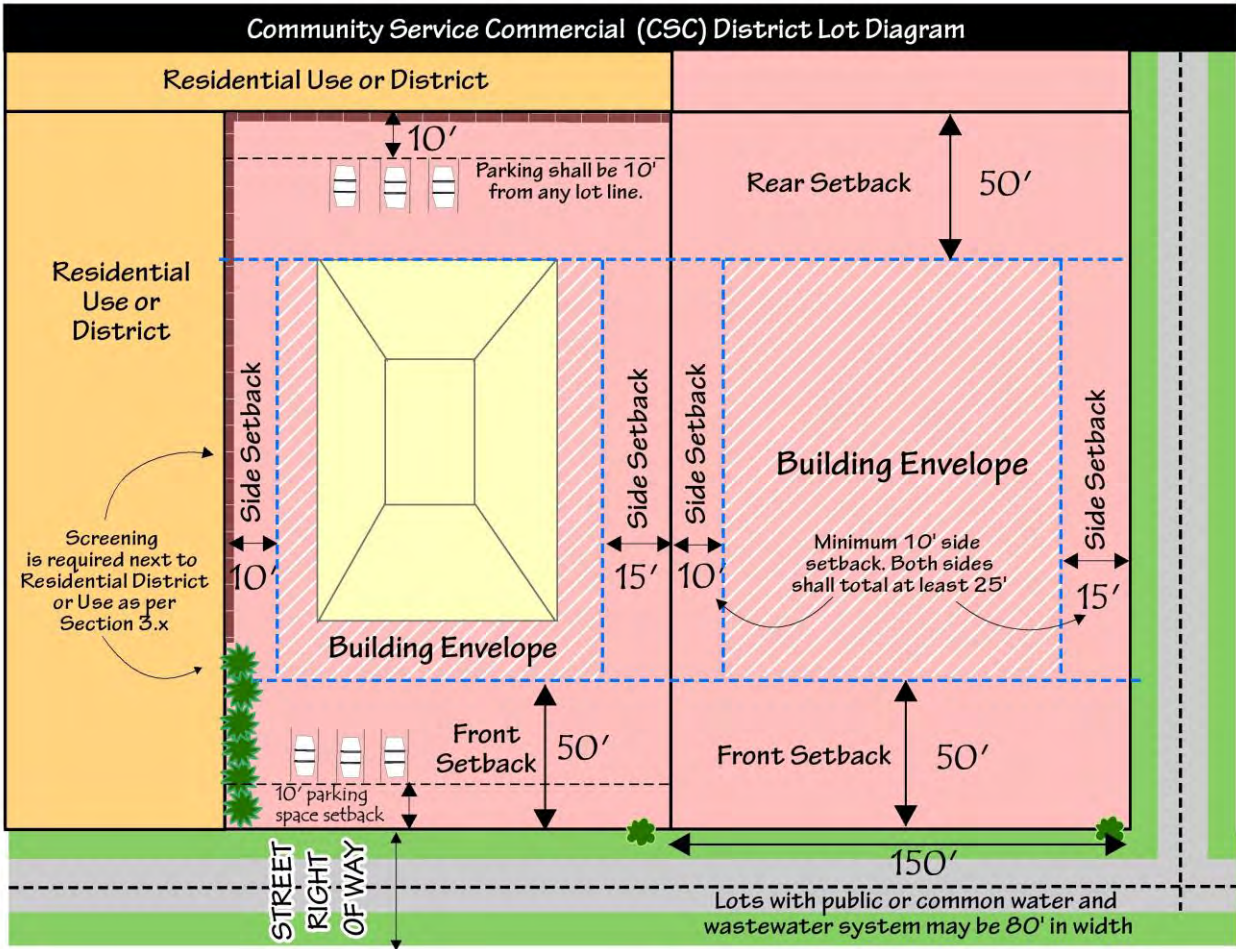 Community Service Commercial (CSC) District Lot Diagram
Residential Use or District
10'
Parking shall be 10'
from any lot line.
Rear Setback
50'
Residential
Use or
District
Side Setback
10'
Side Setback
15'
Side Setback
10'
Side Setback
15'
Building Envelope
Minimum 10' side
setback. Both sides
shall total at least 25'
Screening
is required next to
Residential District
or Use as per
Section 3.x
Building Envelope
Front
Setback
50'
Front Setback
50'
10' parking
space setback
STREET
RIGHT
OF WAY
150'
Lots with public or common water and
wastewater system may be 80' in width